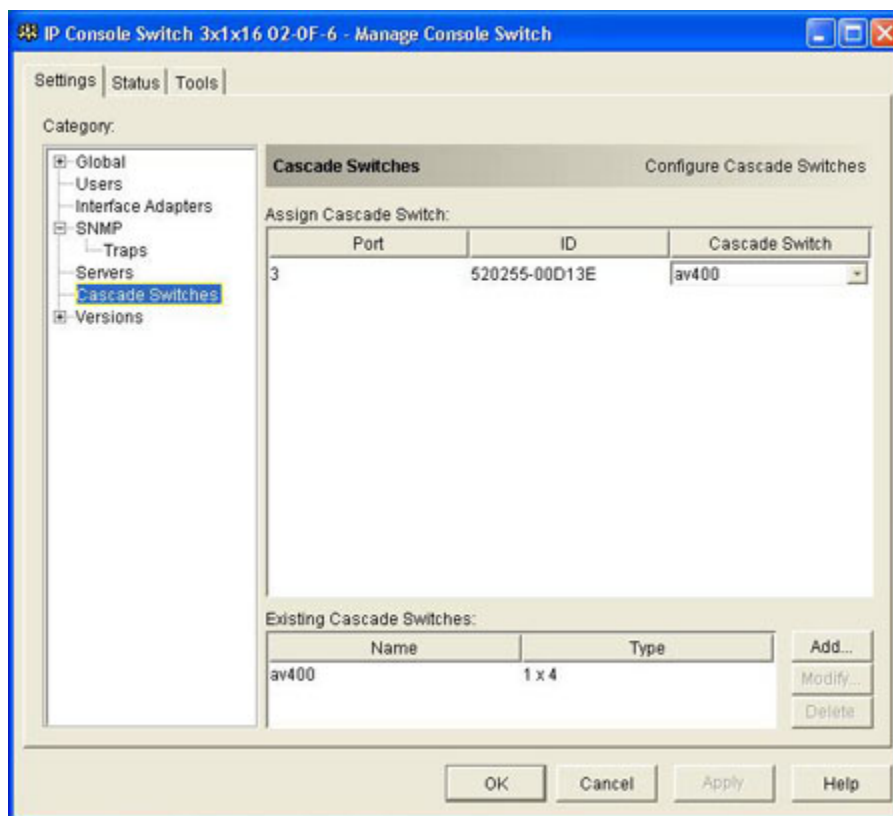 IP Console Switch 3x1x16 02-0F-6 - Manage Console Switch
Settings Status Tools
Category:
Global
Users
Interface Adapters
SNMP
Traps
Servers
Cascade Switches
Versions
Cascade Switches Configure Cascade Switches
Assign Cascade Switch:
Port ID Cascade Switch
3 520255-00D13E av400
Existing Cascade Switches:
Name Type
av400 1 x 4
Add...
Modify...
Delete
OK Cancel Apply Help